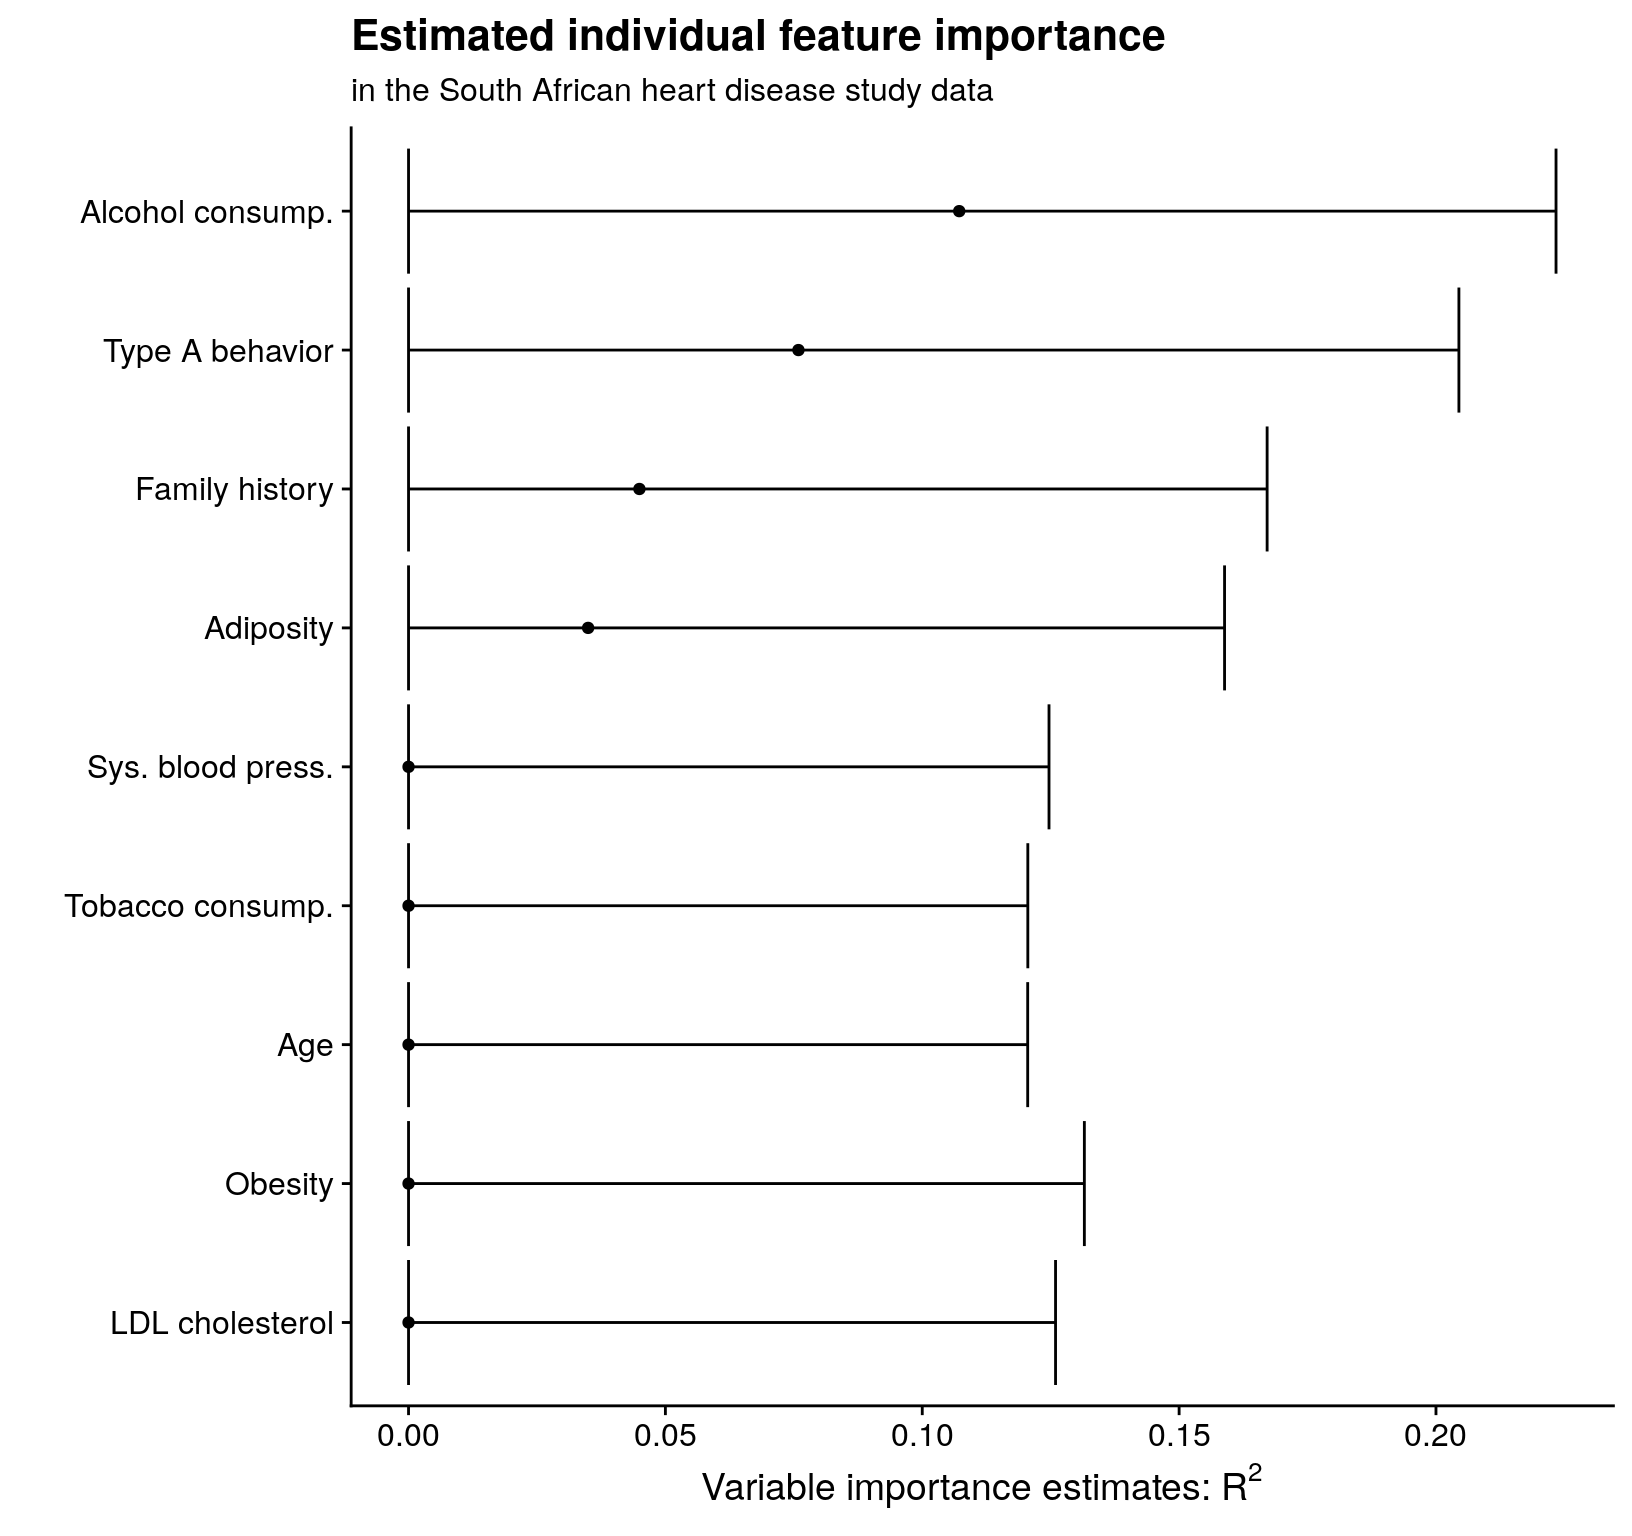 Estimated individual feature importance
in the South African heart disease study data
Alcohol consump.
Type A behavior
Family history
Adiposity
Sys. blood press.
Tobacco consump.
Age
Obesity
LDL cholesterol
0.00 0.05 0.10 0.15 0.20
Variable importance estimates: R²